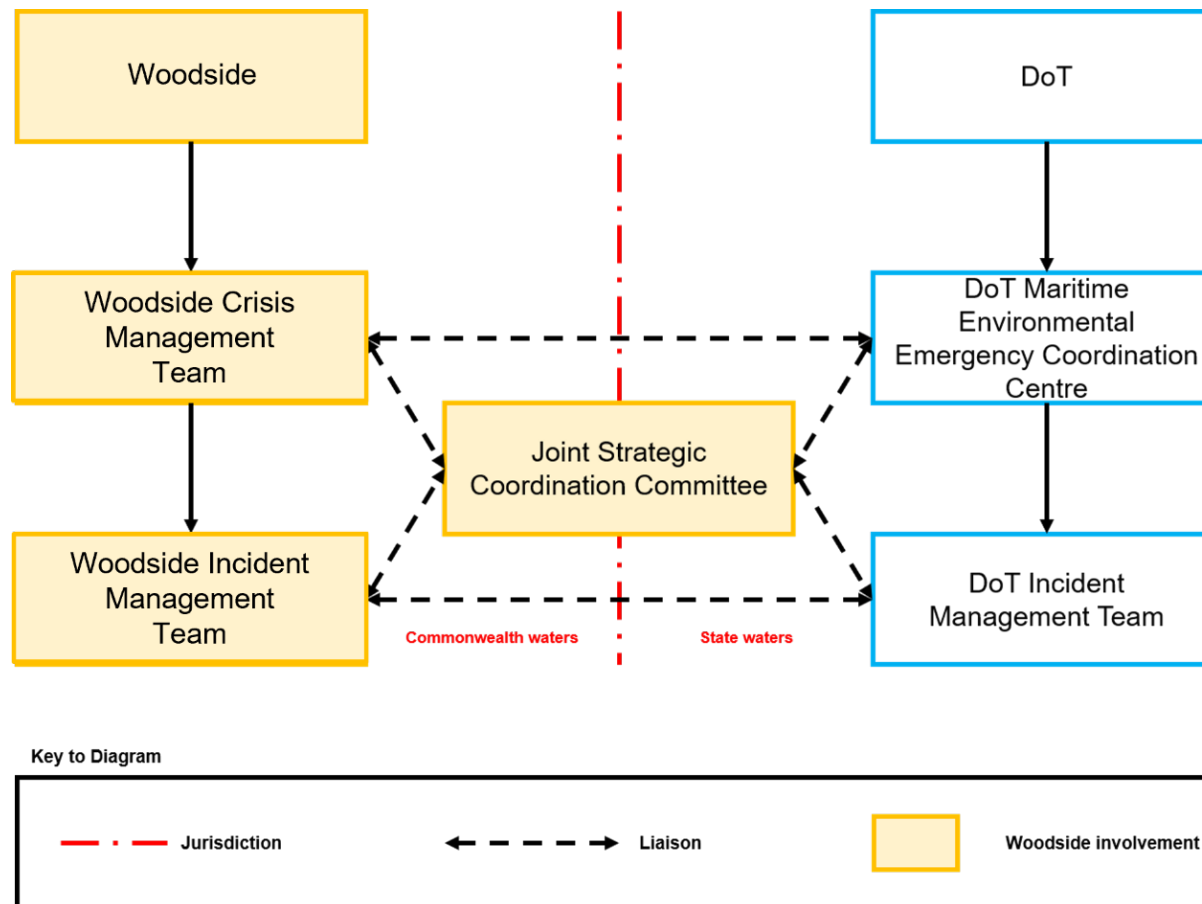 Woodside
DoT
Woodside Crisis
Management
Team
DoT Maritime
Environmental
Emergency Coordination
Centre
Joint Strategic
Coordination Committee
Woodside Incident
Management
Team
DoT Incident
Management Team
Commonwealth waters
State waters
Key to Diagram
Jurisdiction
Liaison
Woodside involvement